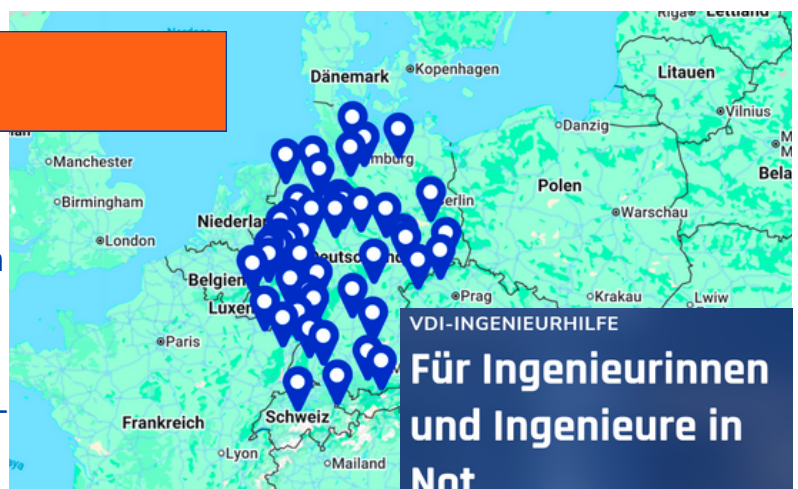 Riga
Lettland
Dänemark
Kopenhagen
Litauen
Vilnius
Danzig
Manchester
Birmingham
Polen
Warschau
London
Belgien
Prag
Krakau
Lwiw
Paris
VDI-INGENIEURHILFE
Für Ingenieurinnen
und Ingenieure in
Not
Frankreich
Schweiz
Lyon
Mailand